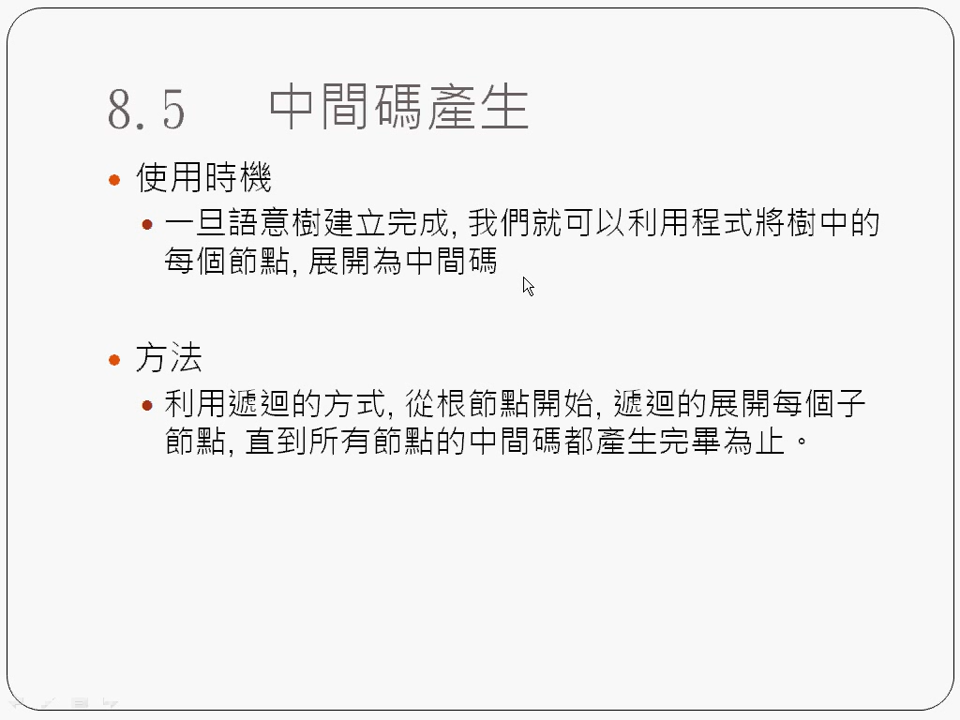 8.5 中間碼產生
使用時機
一旦語意樹建立完成, 我們就可以利用程式將樹中的
每個節點, 展開為中間碼
方法
利用遞迴的方式, 從根節點開始, 遞迴的展開每個子
節點, 直到所有節點的中間碼都產生完畢為止。